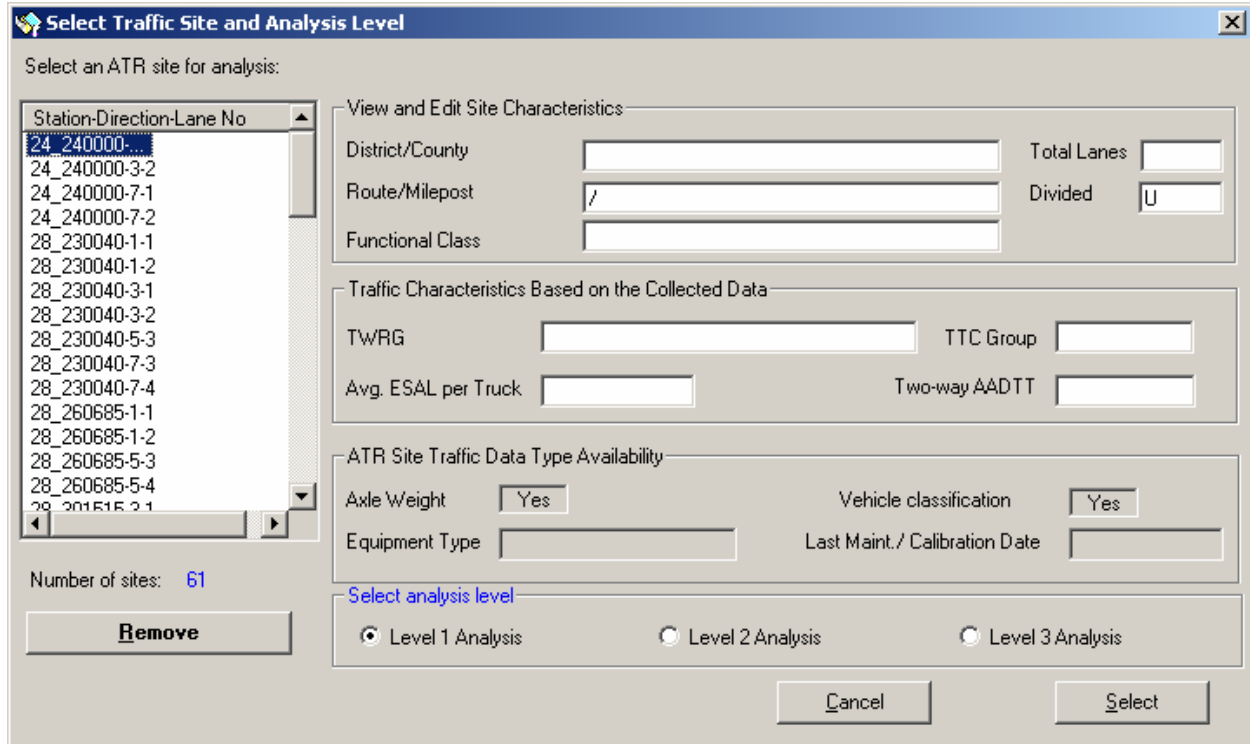 Select Traffic Site and Analysis Level
Select an ATR site for analysis:
Station-Direction-Lane No
24_240000-...
24_240000-3-2
24_240000-7-1
24_240000-7-2
28_230040-1-1
28_230040-1-2
28_230040-3-1
28_230040-3-2
28_230040-5-3
28_230040-7-3
28_230040-7-4
28_260685-1-1
28_260685-1-2
28_260685-5-3
28_260685-5-4
28_301515-3-1
Number of sites: 61
Remove
View and Edit Site Characteristics
District/County Total Lanes
Route/Milepost / Divided U
Functional Class
Traffic Characteristics Based on the Collected Data
TWRG TTC Group
Avg. ESAL per Truck Two-way AADTT
ATR Site Traffic Data Type Availability
Axle Weight Yes Vehicle classification Yes
Equipment Type Last Maint./ Calibration Date
Select analysis level
Level 1 Analysis Level 2 Analysis Level 3 Analysis
Cancel Select